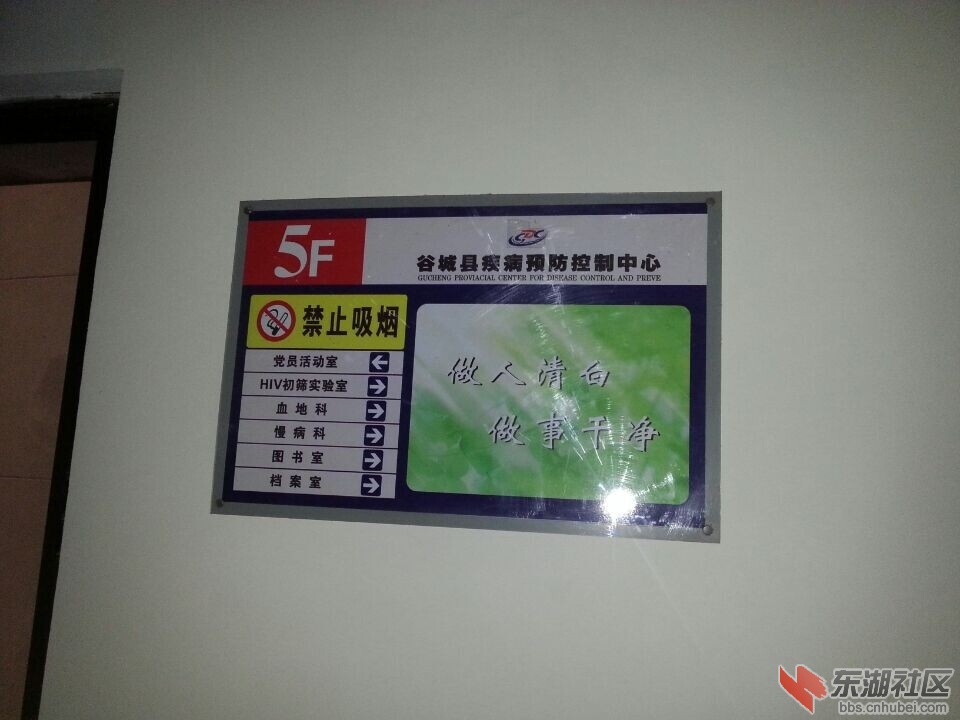 5F
CDC
谷城县疾病预防控制中心
GUCHENG PROVIACIAL CENTER FOR DISEASE CONTROL AND PREVE
禁止吸烟
党员活动室
HIV初筛实验室
血地科
慢病科
图书室
档案室
做人清白
做事干净
东湖社区
bbs.cnhubei.com